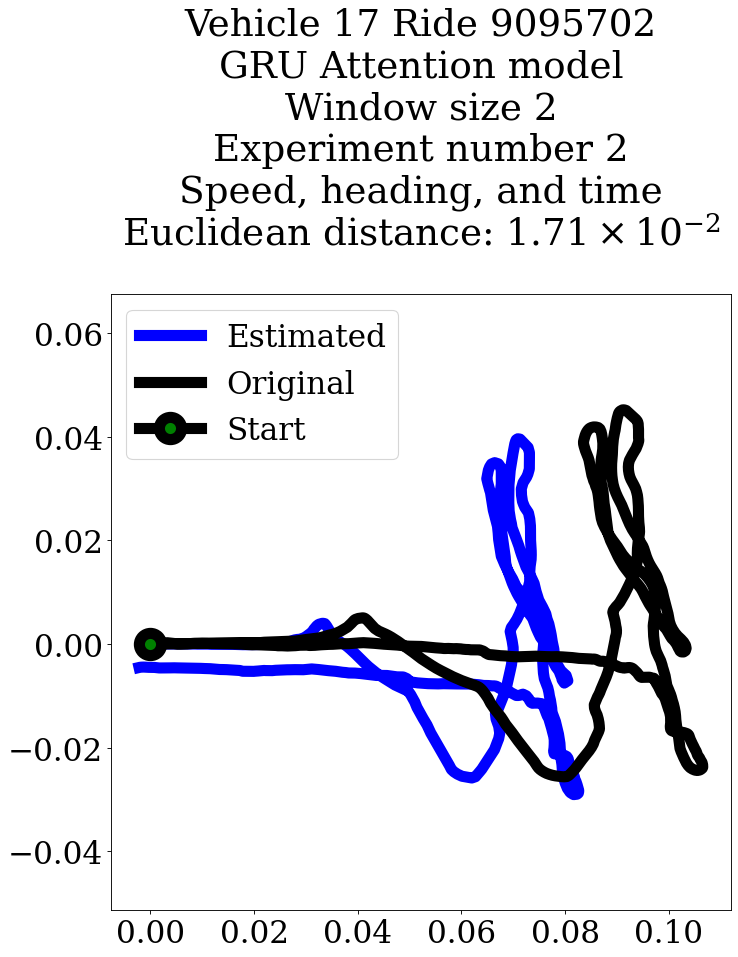 Vehicle 17 Ride 9095702
GRU Attention model
Window size 2
Experiment number 2
Speed, heading, and time
Euclidean distance: 1.71 × 10⁻²
Estimated
Original
Start
0.06
0.04
0.02
0.00
−0.02
−0.04
0.00 0.02 0.04 0.06 0.08 0.10